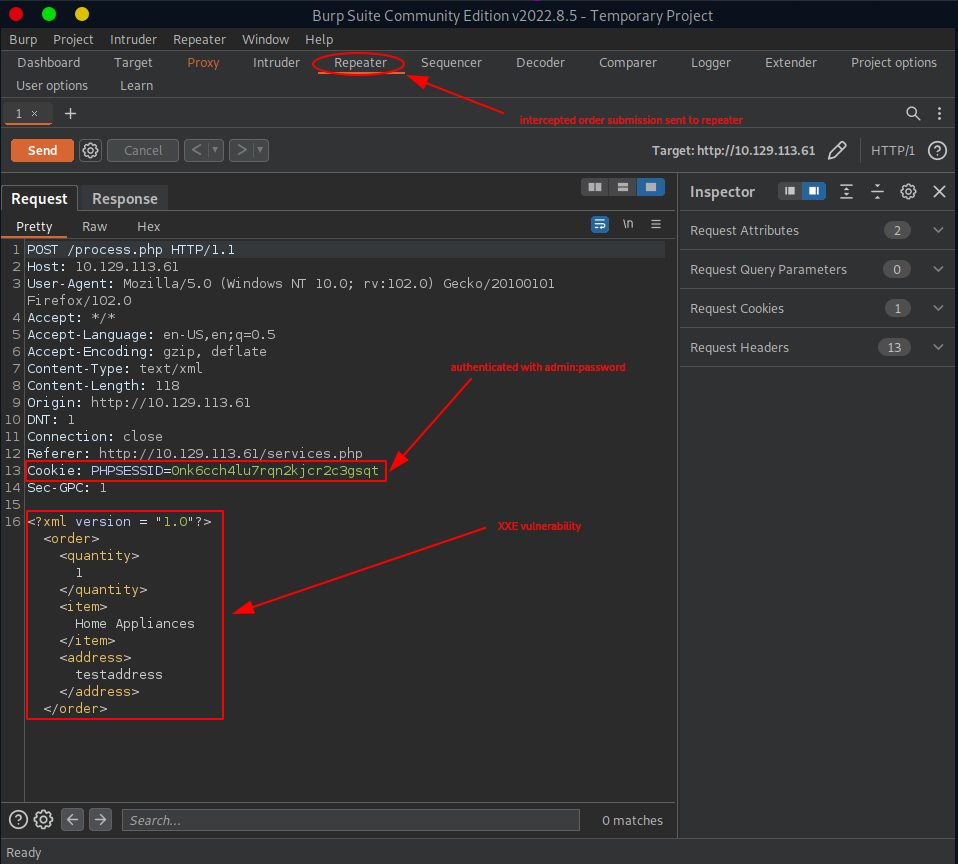 Burp Suite Community Edition v2022.8.5 - Temporary Project
Burp Project Intruder Repeater Window Help
Dashboard Target Proxy Intruder Repeater Sequencer Decoder Comparer Logger Extender Project options
User options Learn
1 × +
intercepted order submission sent to repeater
Send Cancel < > Target: http://10.129.113.61 HTTP/1 ?
Request Response
Inspector
Pretty Raw Hex \n
Request Attributes 2
Request Query Parameters 0
Request Cookies 1
Request Headers 13
1 POST /process.php HTTP/1.1
2 Host: 10.129.113.61
3 User-Agent: Mozilla/5.0 (Windows NT 10.0; rv:102.0) Gecko/20100101
Firefox/102.0
4 Accept: */*
5 Accept-Language: en-US,en;q=0.5
6 Accept-Encoding: gzip, deflate
7 Content-Type: text/xml
8 Content-Length: 118
9 Origin: http://10.129.113.61
10 DNT: 1
11 Connection: close
12 Referer: http://10.129.113.61/services.php
13 Cookie: PHPSESSID=0nk6cch4lu7rqn2kjcr2c3gsqt
14 Sec-GPC: 1
15
16 <?xml version = "1.0"?>
<order>
<quantity>
1
</quantity>
<item>
Home Appliances
</item>
<address>
testaddress
</address>
</order>
authenticated with admin:password
XXE vulnerability
? Search... 0 matches
Ready